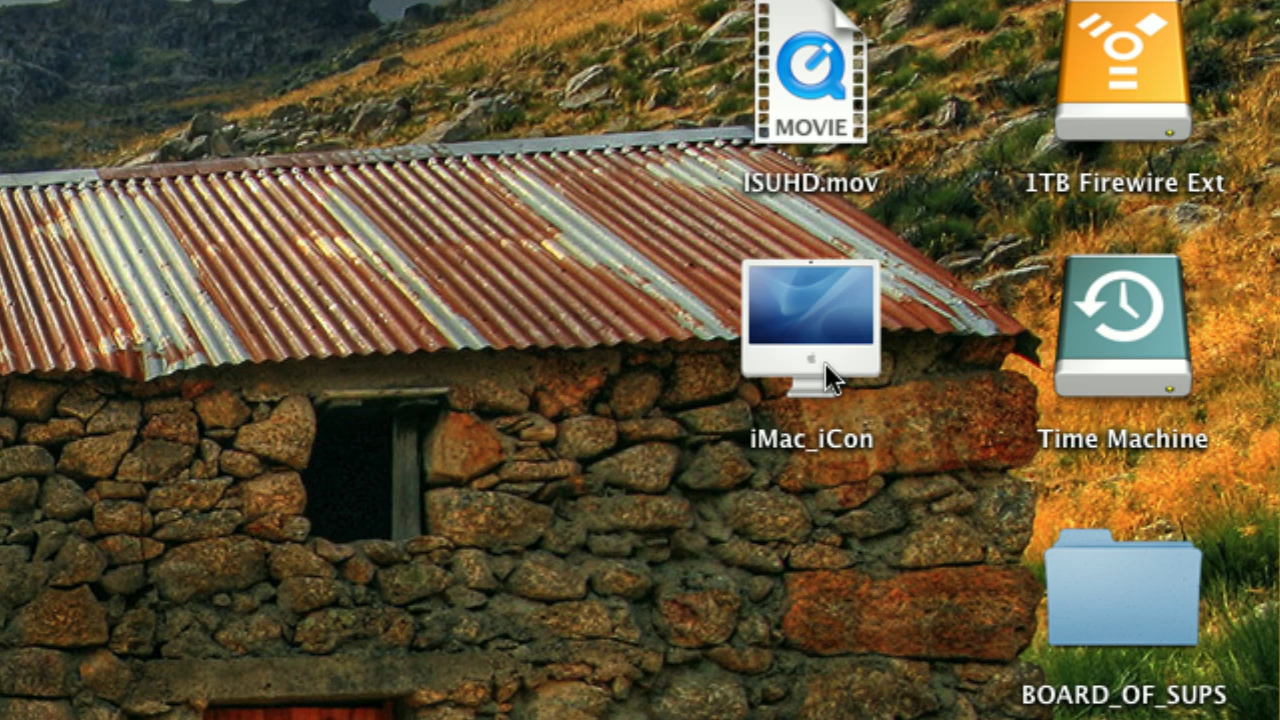 MOVIE
ISUHD.mov
1TB Firewire Ext
iMac_iCon
Time Machine
BOARD_OF_SUPS